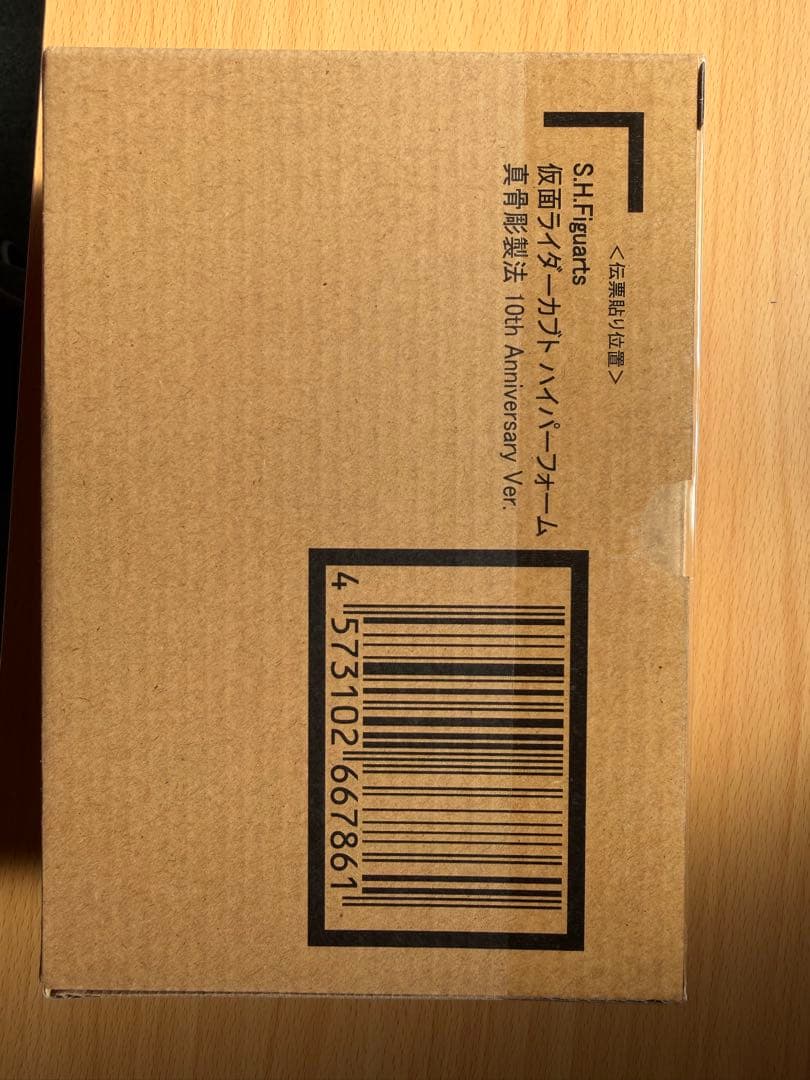 <伝票貼り位置>
S.H.Figuarts
仮面ライダーカブト ハイパーフォーム
真骨彫製法 10th Anniversary Ver.
4 573102 667861